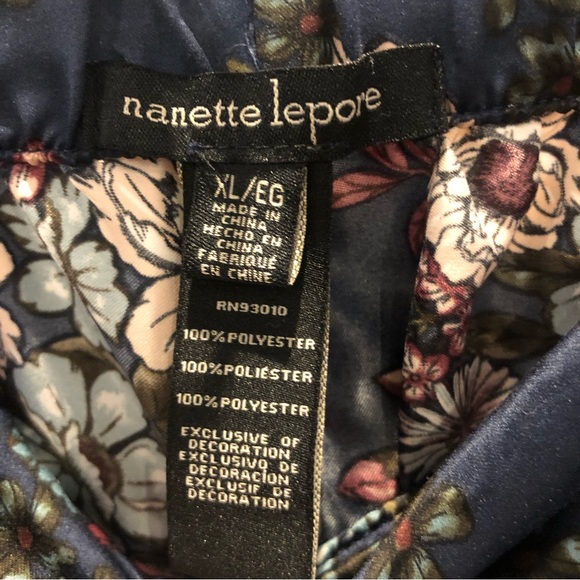 nanette lepore
XL/EG
MADE IN
CHINA
HECHO EN
CHINA
FABRIQUÉ
EN CHINE
RN93010
100%POLYESTER
100%POLIÉSTER
100%POLYESTER
EXCLUSIVE OF
DECORATION
EXCLUSIVO DE
DECORACIÓN
EXCLUSIF DE
DECORATION